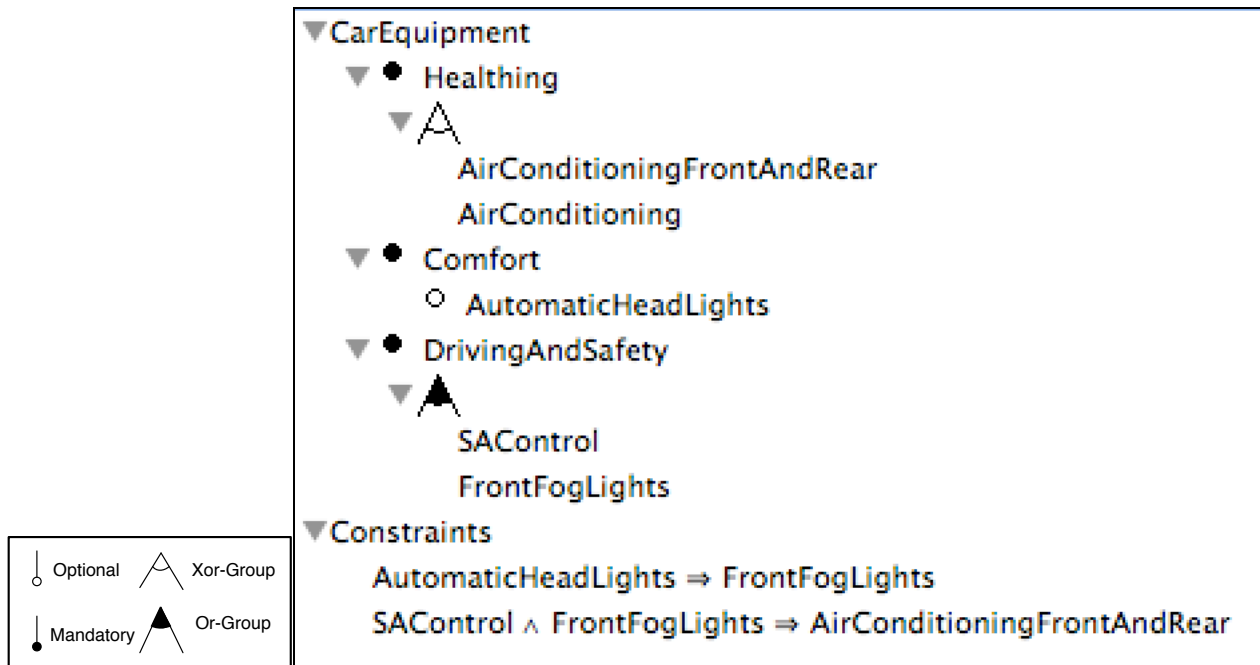 CarEquipment
Healthing
AirConditioningFrontAndRear
AirConditioning
Comfort
AutomaticHeadLights
DrivingAndSafety
SAControl
FrontFogLights
Constraints
AutomaticHeadLights ⇒ FrontFogLights
SAControl ∧ FrontFogLights ⇒ AirConditioningFrontAndRear
Optional Xor-Group
Mandatory Or-Group